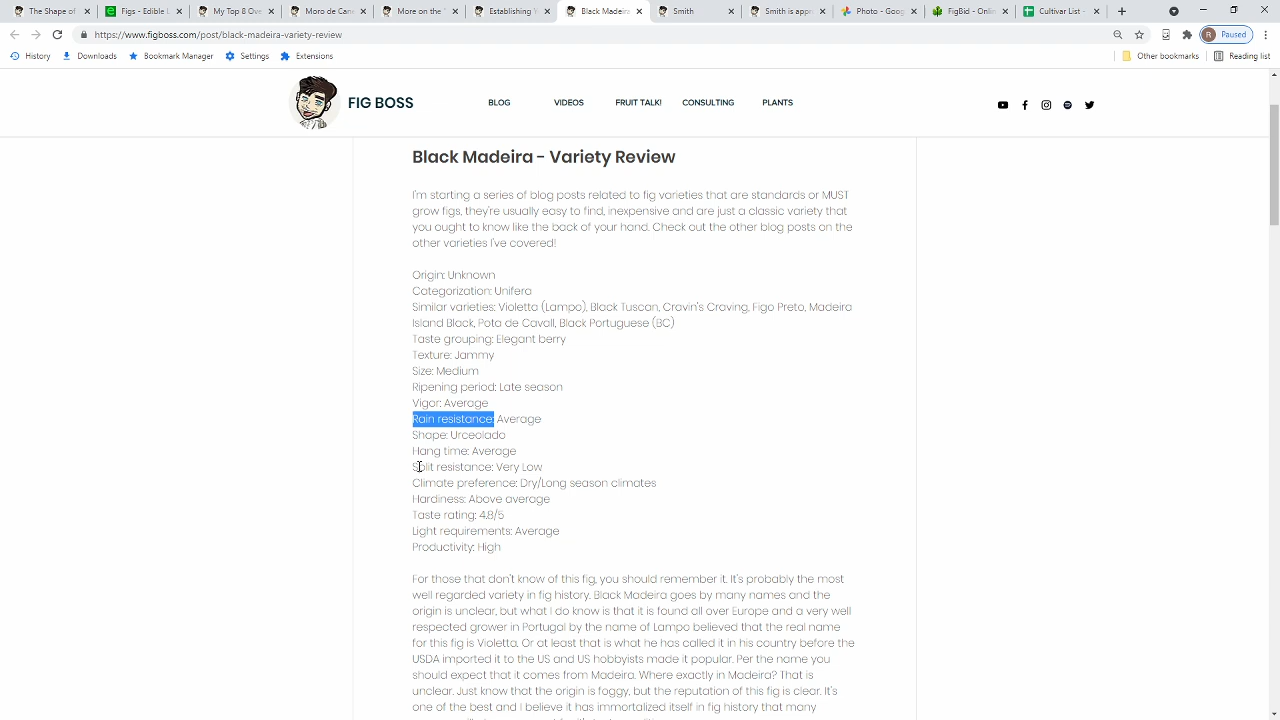 The Shape of
Figs - Edible L
My Top 8 Ove
Moro de Cane
More on the
Establishing T
Black Madeira
Smith
Smith is an ex
Photo - Goog
FigBid - Onlin
Cultivar List -
https://www.figboss.com/post/black-madeira-variety-review
R Paused
History
Downloads
Bookmark Manager
Settings
Extensions
Other bookmarks
Reading list
FIG BOSS
BLOG
VIDEOS
FRUIT TALK!
CONSULTING
PLANTS
Black Madeira - Variety Review
I'm starting a series of blog posts related to fig varieties that are standards or MUST
grow figs, they're usually easy to find, inexpensive and are just a classic variety that
you ought to know like the back of your hand. Check out the other blog posts on the
other varieties I've covered!
Origin: Unknown
Categorization: Unifera
Similar varieties: Violetta (Lampo), Black Tuscan, Cravin's Craving, Figo Preto, Madeira
Island Black, Pota de Cavall, Black Portuguese (BC)
Taste grouping: Elegant berry
Texture: Jammy
Size: Medium
Ripening period: Late season
Vigor: Average
Rain resistance: Average
Shape: Urceolado
Hang time: Average
Split resistance: Very Low
Climate preference: Dry/Long season climates
Hardiness: Above average
Taste rating: 4.8/5
Light requirements: Average
Productivity: High
For those that don't know of this fig, you should remember it. It's probably the most
well regarded variety in fig history. Black Madeira goes by many names and the
origin is unclear, but what I do know is that it is found all over Europe and a very well
respected grower in Portugal by the name of Lampo believed that the real name
for this fig is Violetta. Or at least that is what he has called it in his country before the
USDA imported it to the US and US hobbyists made it popular. Per the name you
should expect that it comes from Madeira. Where exactly in Madeira? That is
unclear. Just know that the origin is foggy, but the reputation of this fig is clear. It's
one of the best and I believe it has immortalized itself in fig history that many